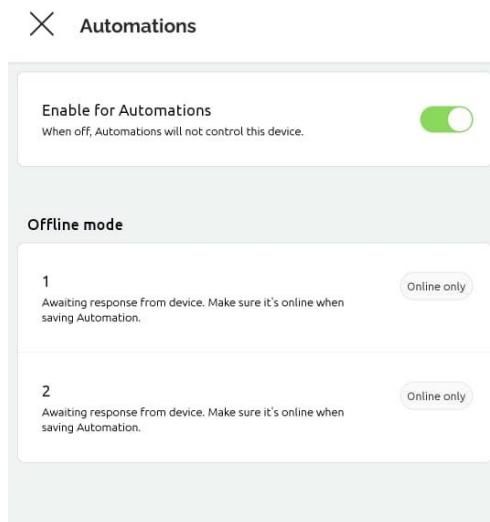 Automations
Enable for Automations
When off, Automations will not control this device.
Offline mode
1
Online only
Awaiting response from device. Make sure it's online when
saving Automation.
2
Online only
Awaiting response from device. Make sure it's online when
saving Automation.